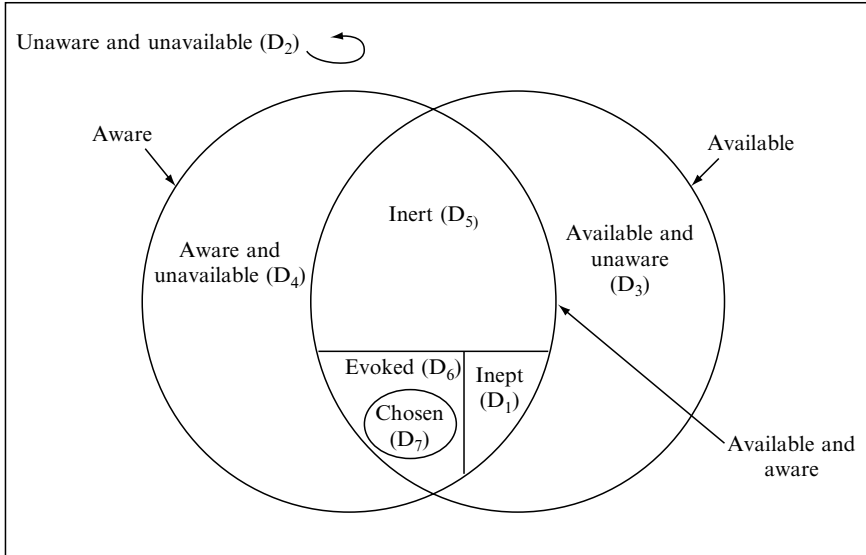 Unaware and unavailable (D2)
Aware
Available
Inert (D5)
Aware and
unavailable (D4)
Available and
unaware
(D3)
Evoked (D6)
Inept
(D1)
Chosen
(D7)
Available and
aware